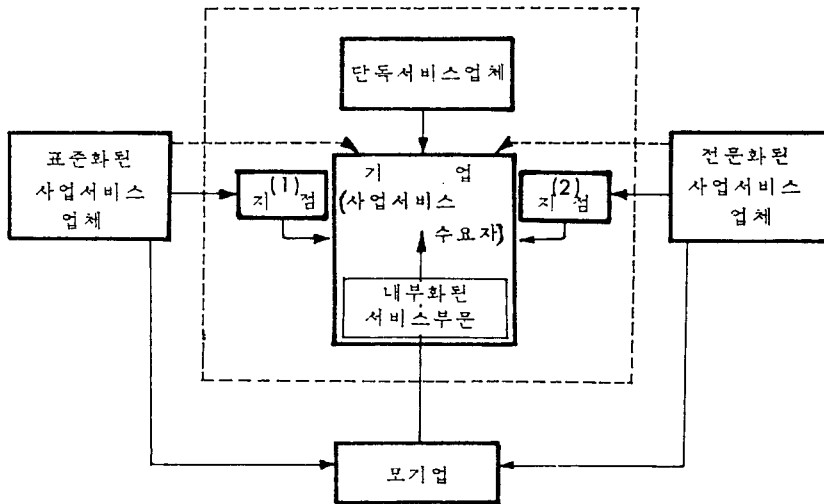 단독서비스업체
표준화된
사업서비스
업체
(1)
지 점
기 업
(사업서비스
수요자)
내부화된
서비스부문
(2)
지 점
전문화된
사업서비스
업체
모기업